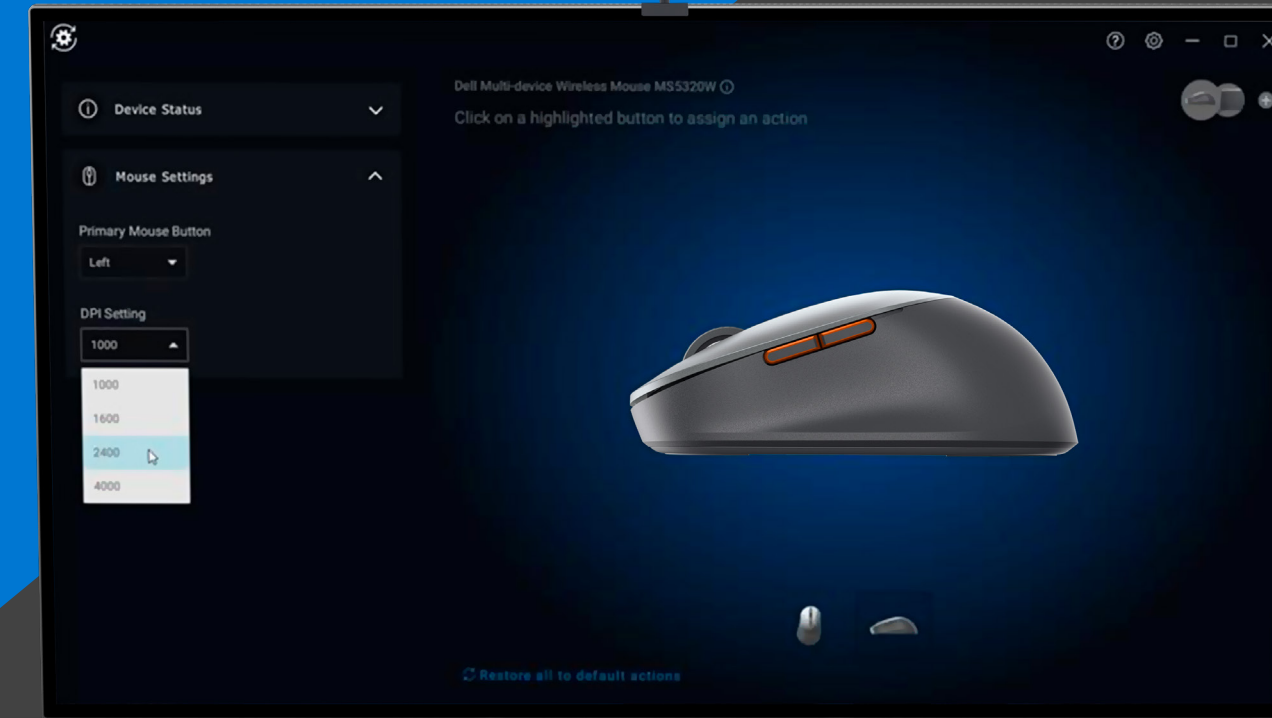 Device Status
Mouse Settings
Primary Mouse Button
Left
DPI Setting
1000
1000
1600
2400
4000
Dell Multi-device Wireless Mouse MS5320W
Click on a highlighted button to assign an action
Restore all to default actions